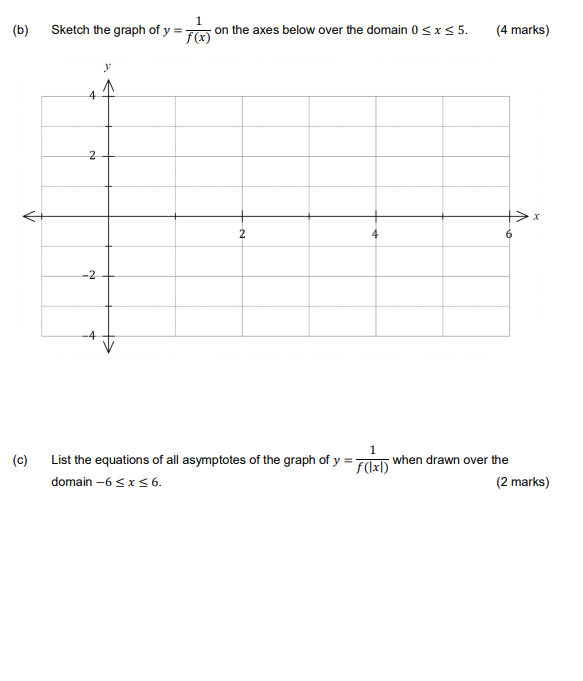 (b) Sketch the graph of y = 1/f(x) on the axes below over the domain 0 ≤ x ≤ 5. (4 marks)
y
4
2
x
2 4 6
−2
−4
(c) List the equations of all asymptotes of the graph of y = 1/f(|x|) when drawn over the
domain −6 ≤ x ≤ 6. (2 marks)